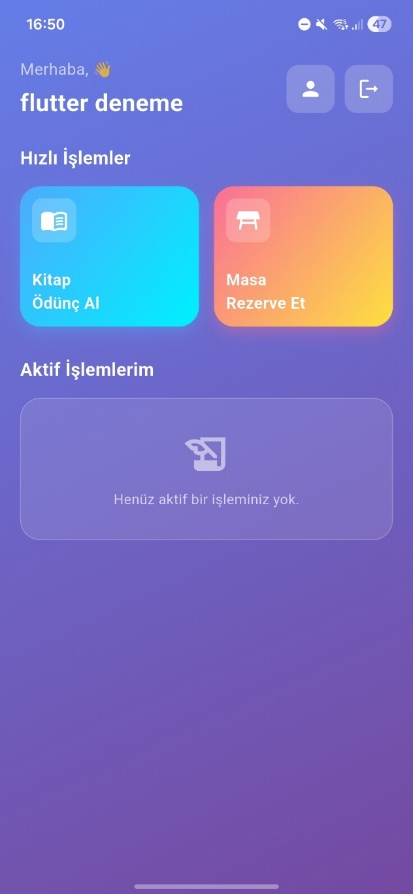 16:50
47
Merhaba, 👋
flutter deneme
Hızlı İşlemler
Kitap
Ödünç Al
Masa
Rezerve Et
Aktif İşlemlerim
Henüz aktif bir işleminiz yok.